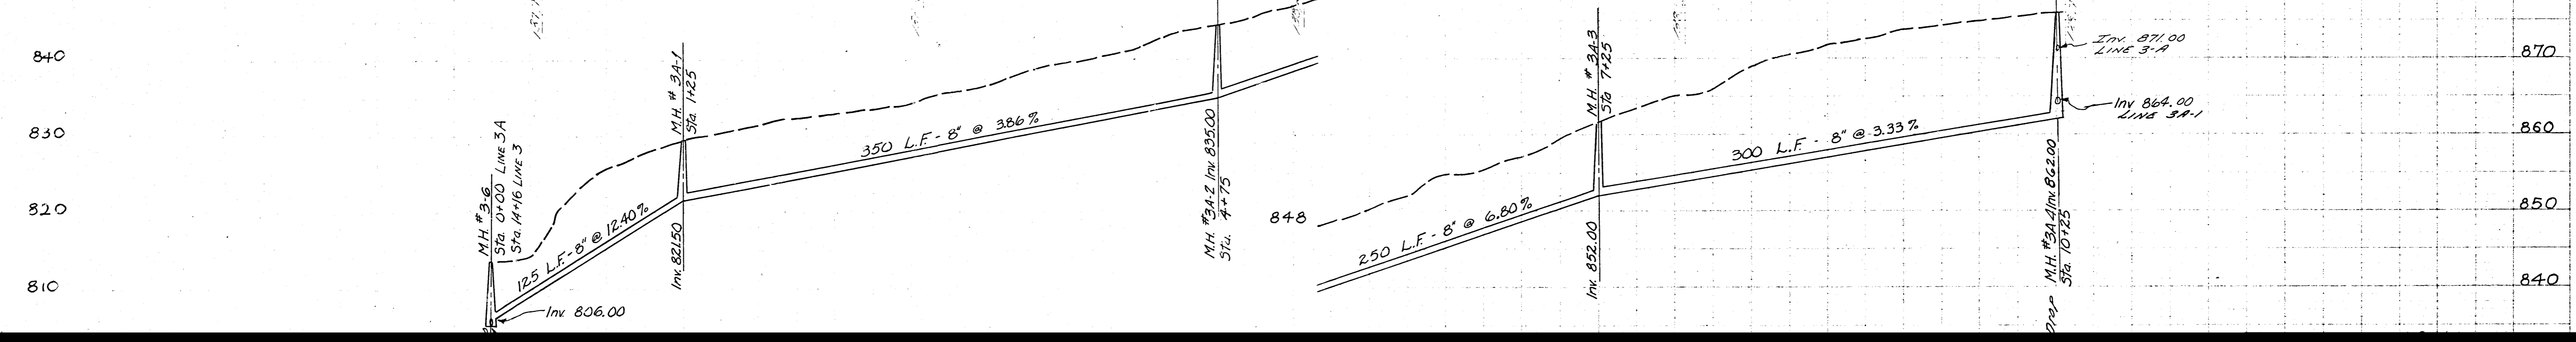 840
830
820
810
M.H. # 3-6
Sta. 0+00 LINE 3A
Sta. 14+16 LINE 3
125 L.F. - 8" @ 12.40%
Inv. 806.00
M.H. # 3A-1
Sta. 1+25
Inv. 821.50
350 L.F. - 8" @ 3.86%
M.H. #3A-2 Inv. 835.00
Sta. 4+75
848
250 L.F. - 8" @ 6.80%
M.H. # 3A-3
Sta 7+25
Inv. 852.00
300 L.F. - 8" @ 3.33%
Drop M.H. #3A-4 Inv. 862.00
Sta. 10+25
Inv. 871.00
LINE 3-A
Inv 864.00
LINE 3A-1
870
860
850
840